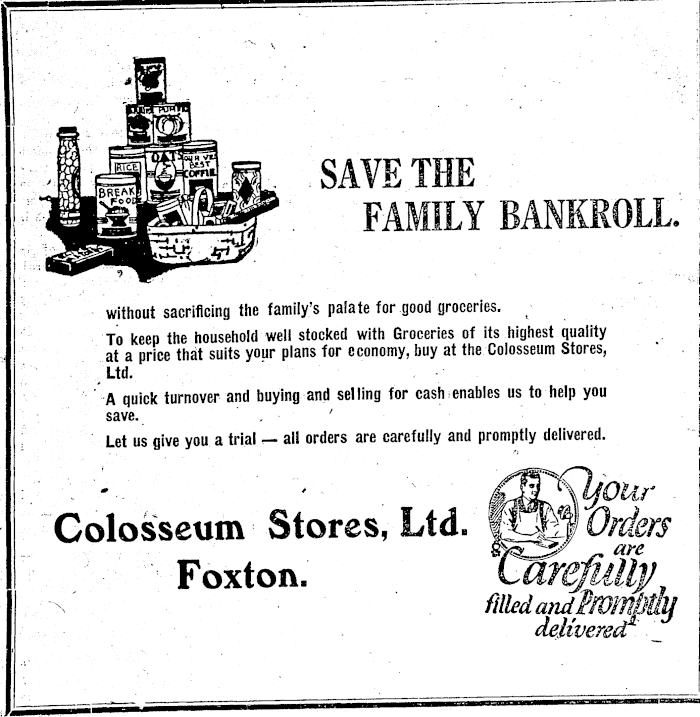 RICE
OATS
BEST
BREAK
FOOD
SAVE THE
FAMILY BANKROLL.
without sacrificing the family's palate for good groceries.
To keep the household well stocked with Groceries of its highest quality
at a price that suits your plans for economy, buy at the Colosseum Stores,
Ltd.
A quick turnover and buying and selling for cash enables us to help you
save.
Let us give you a trial — all orders are carefully and promptly delivered.
Colosseum Stores, Ltd.
Foxton.
Your
Orders
are
Carefully
filled and Promptly
delivered